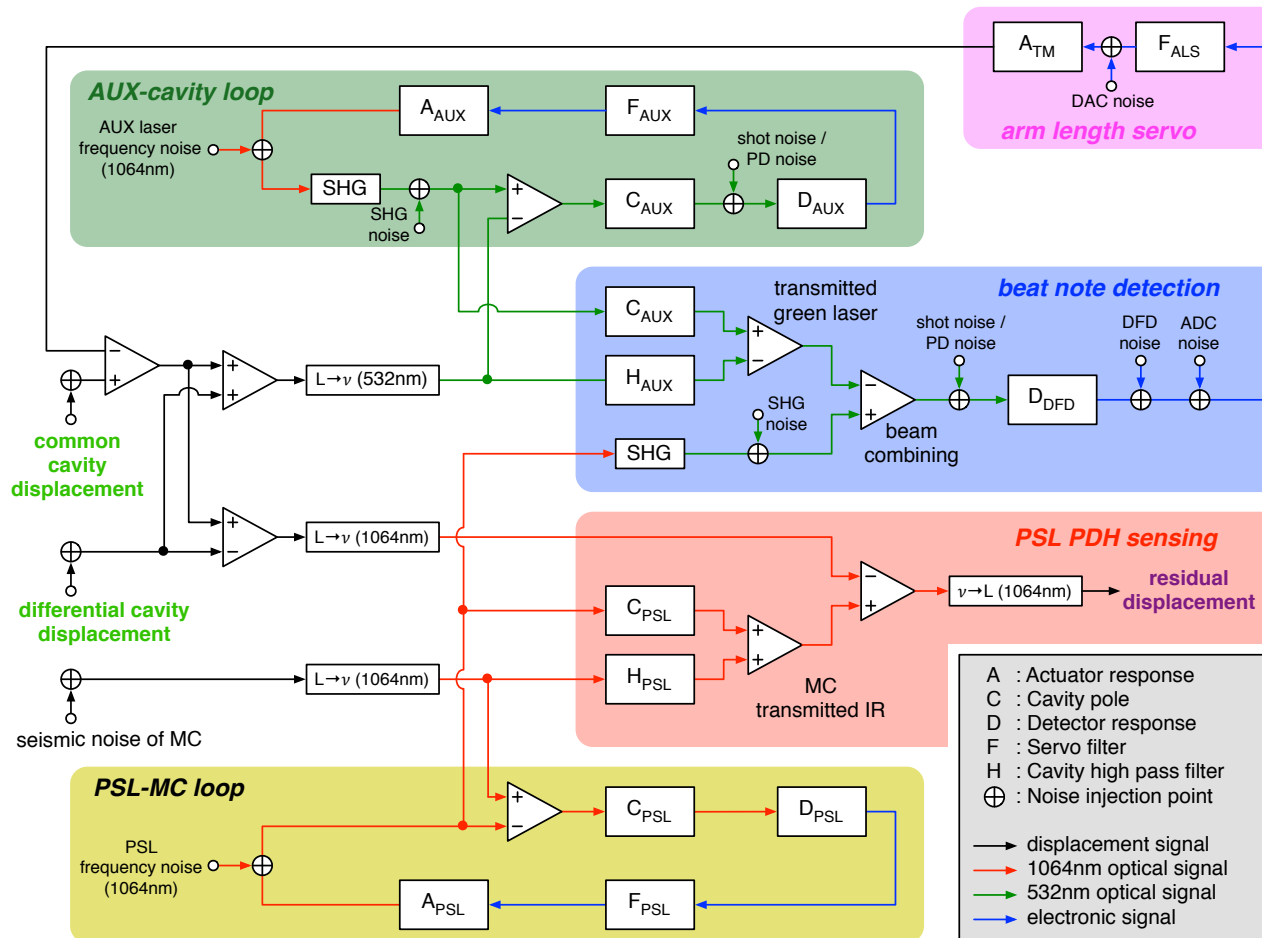 A_TM
F_ALS
DAC noise
arm length servo
AUX-cavity loop
A_AUX
F_AUX
AUX laser
frequency noise
(1064nm)
shot noise /
PD noise
SHG
SHG
noise
+
−
C_AUX
D_AUX
beat note detection
C_AUX
transmitted
green laser
+
−
H_AUX
shot noise /
PD noise
DFD
noise
ADC
noise
−
+
D_DFD
SHG
noise
SHG
beam
combining
−
+
+
+
L→ν (532nm)
common
cavity
displacement
+
−
L→ν (1064nm)
differential cavity
displacement
PSL PDH sensing
−
+
ν→L (1064nm)
residual
displacement
C_PSL
+
+
H_PSL
MC
transmitted IR
L→ν (1064nm)
seismic noise of MC
PSL-MC loop
+
−
C_PSL
D_PSL
PSL
frequency noise
(1064nm)
A_PSL
F_PSL
A : Actuator response
C : Cavity pole
D : Detector response
F : Servo filter
H : Cavity high pass filter
⊕ : Noise injection point
displacement signal
1064nm optical signal
532nm optical signal
electronic signal